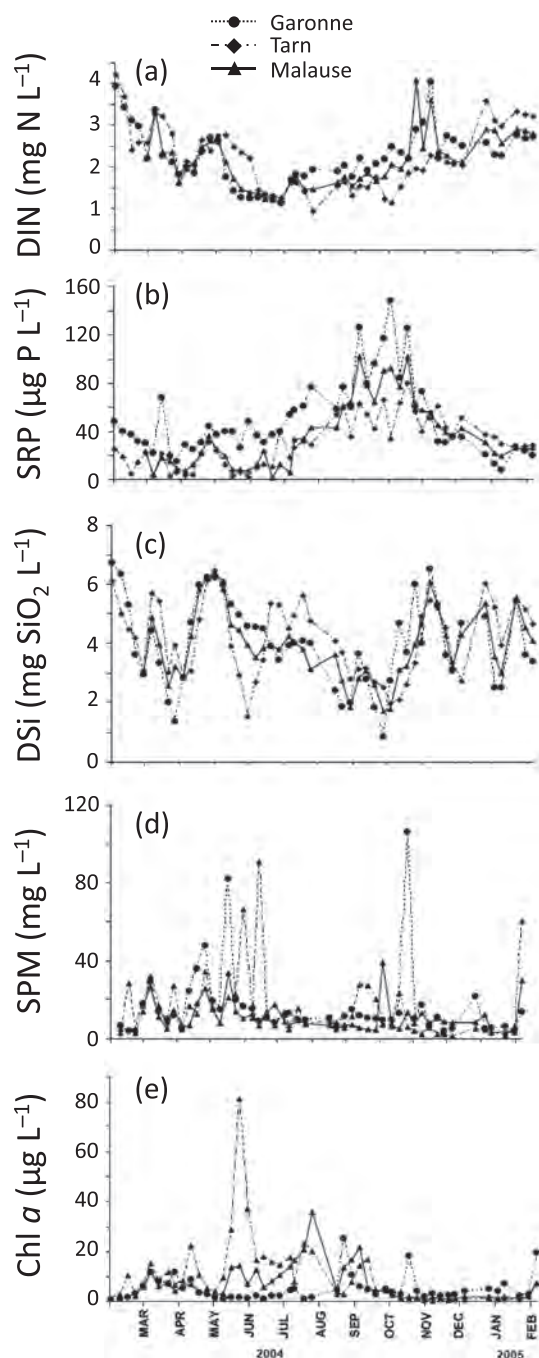 Garonne
Tarn
Malause
(a)
DIN (mg N L−1)
4
3
2
1
0
(b)
SRP (µg P L−1)
160
120
80
40
0
(c)
DSi (mg SiO2 L−1)
8
6
4
2
0
(d)
SPM (mg L−1)
120
80
40
0
(e)
Chl a (µg L−1)
80
60
40
20
0
MAR APR MAY JUN JUL AUG SEP OCT NOV DEC JAN FEB
2004 2005